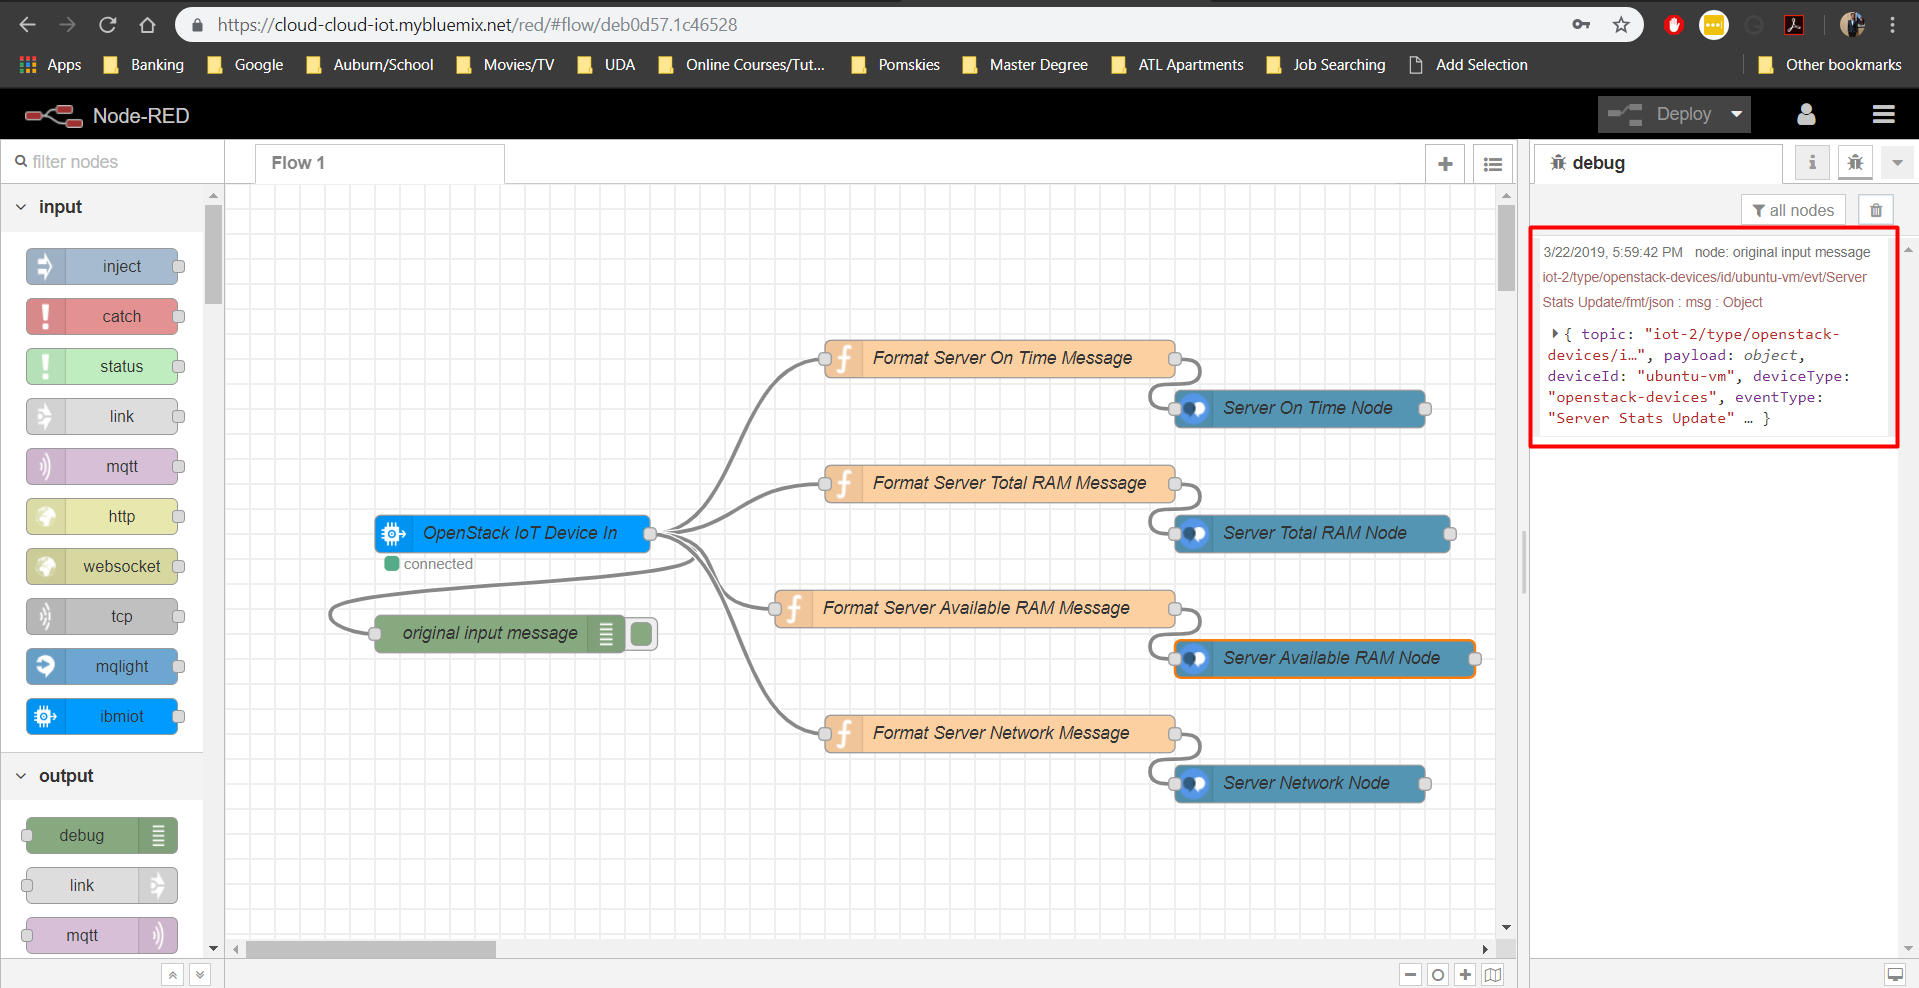 https://cloud-cloud-iot.mybluemix.net/red/#flow/deb0d57.1c46528
Apps Banking Google Auburn/School Movies/TV UDA Online Courses/Tut... Pomskies Master Degree ATL Apartments Job Searching Add Selection Other bookmarks
Node-RED Deploy
filter nodes
Flow 1
debug
input
all nodes
inject
catch
status
link
mqtt
http
websocket
tcp
mqlight
ibmiot
output
debug
link
mqtt
Format Server On Time Message
Server On Time Node
Format Server Total RAM Message
OpenStack IoT Device In
Server Total RAM Node
connected
Format Server Available RAM Message
original input message
Server Available RAM Node
Format Server Network Message
Server Network Node
3/22/2019, 5:59:42 PM node: original input message
iot-2/type/openstack-devices/id/ubuntu-vm/evt/Server
Stats Update/fmt/json : msg : Object
{ topic: "iot-2/type/openstack-
devices/i…", payload: object,
deviceId: "ubuntu-vm", deviceType:
"openstack-devices", eventType:
"Server Stats Update" … }